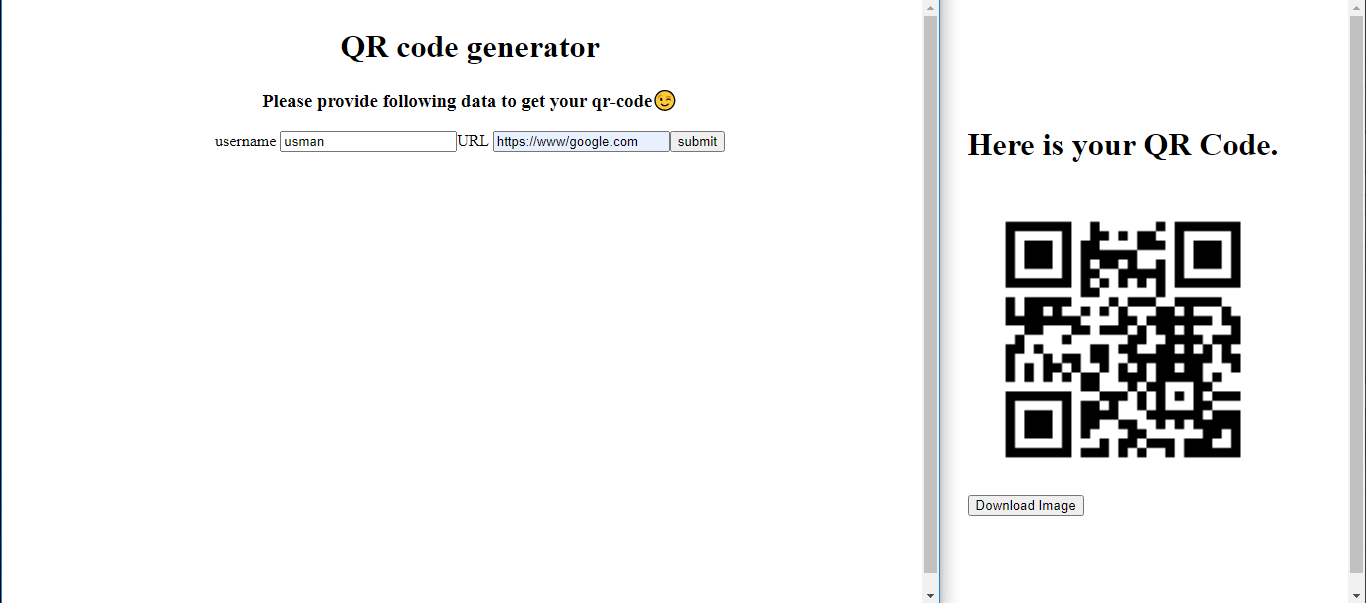 QR code generator
Please provide following data to get your qr-code😉
username usman URL https://www/google.com submit
Here is your QR Code.
Download Image